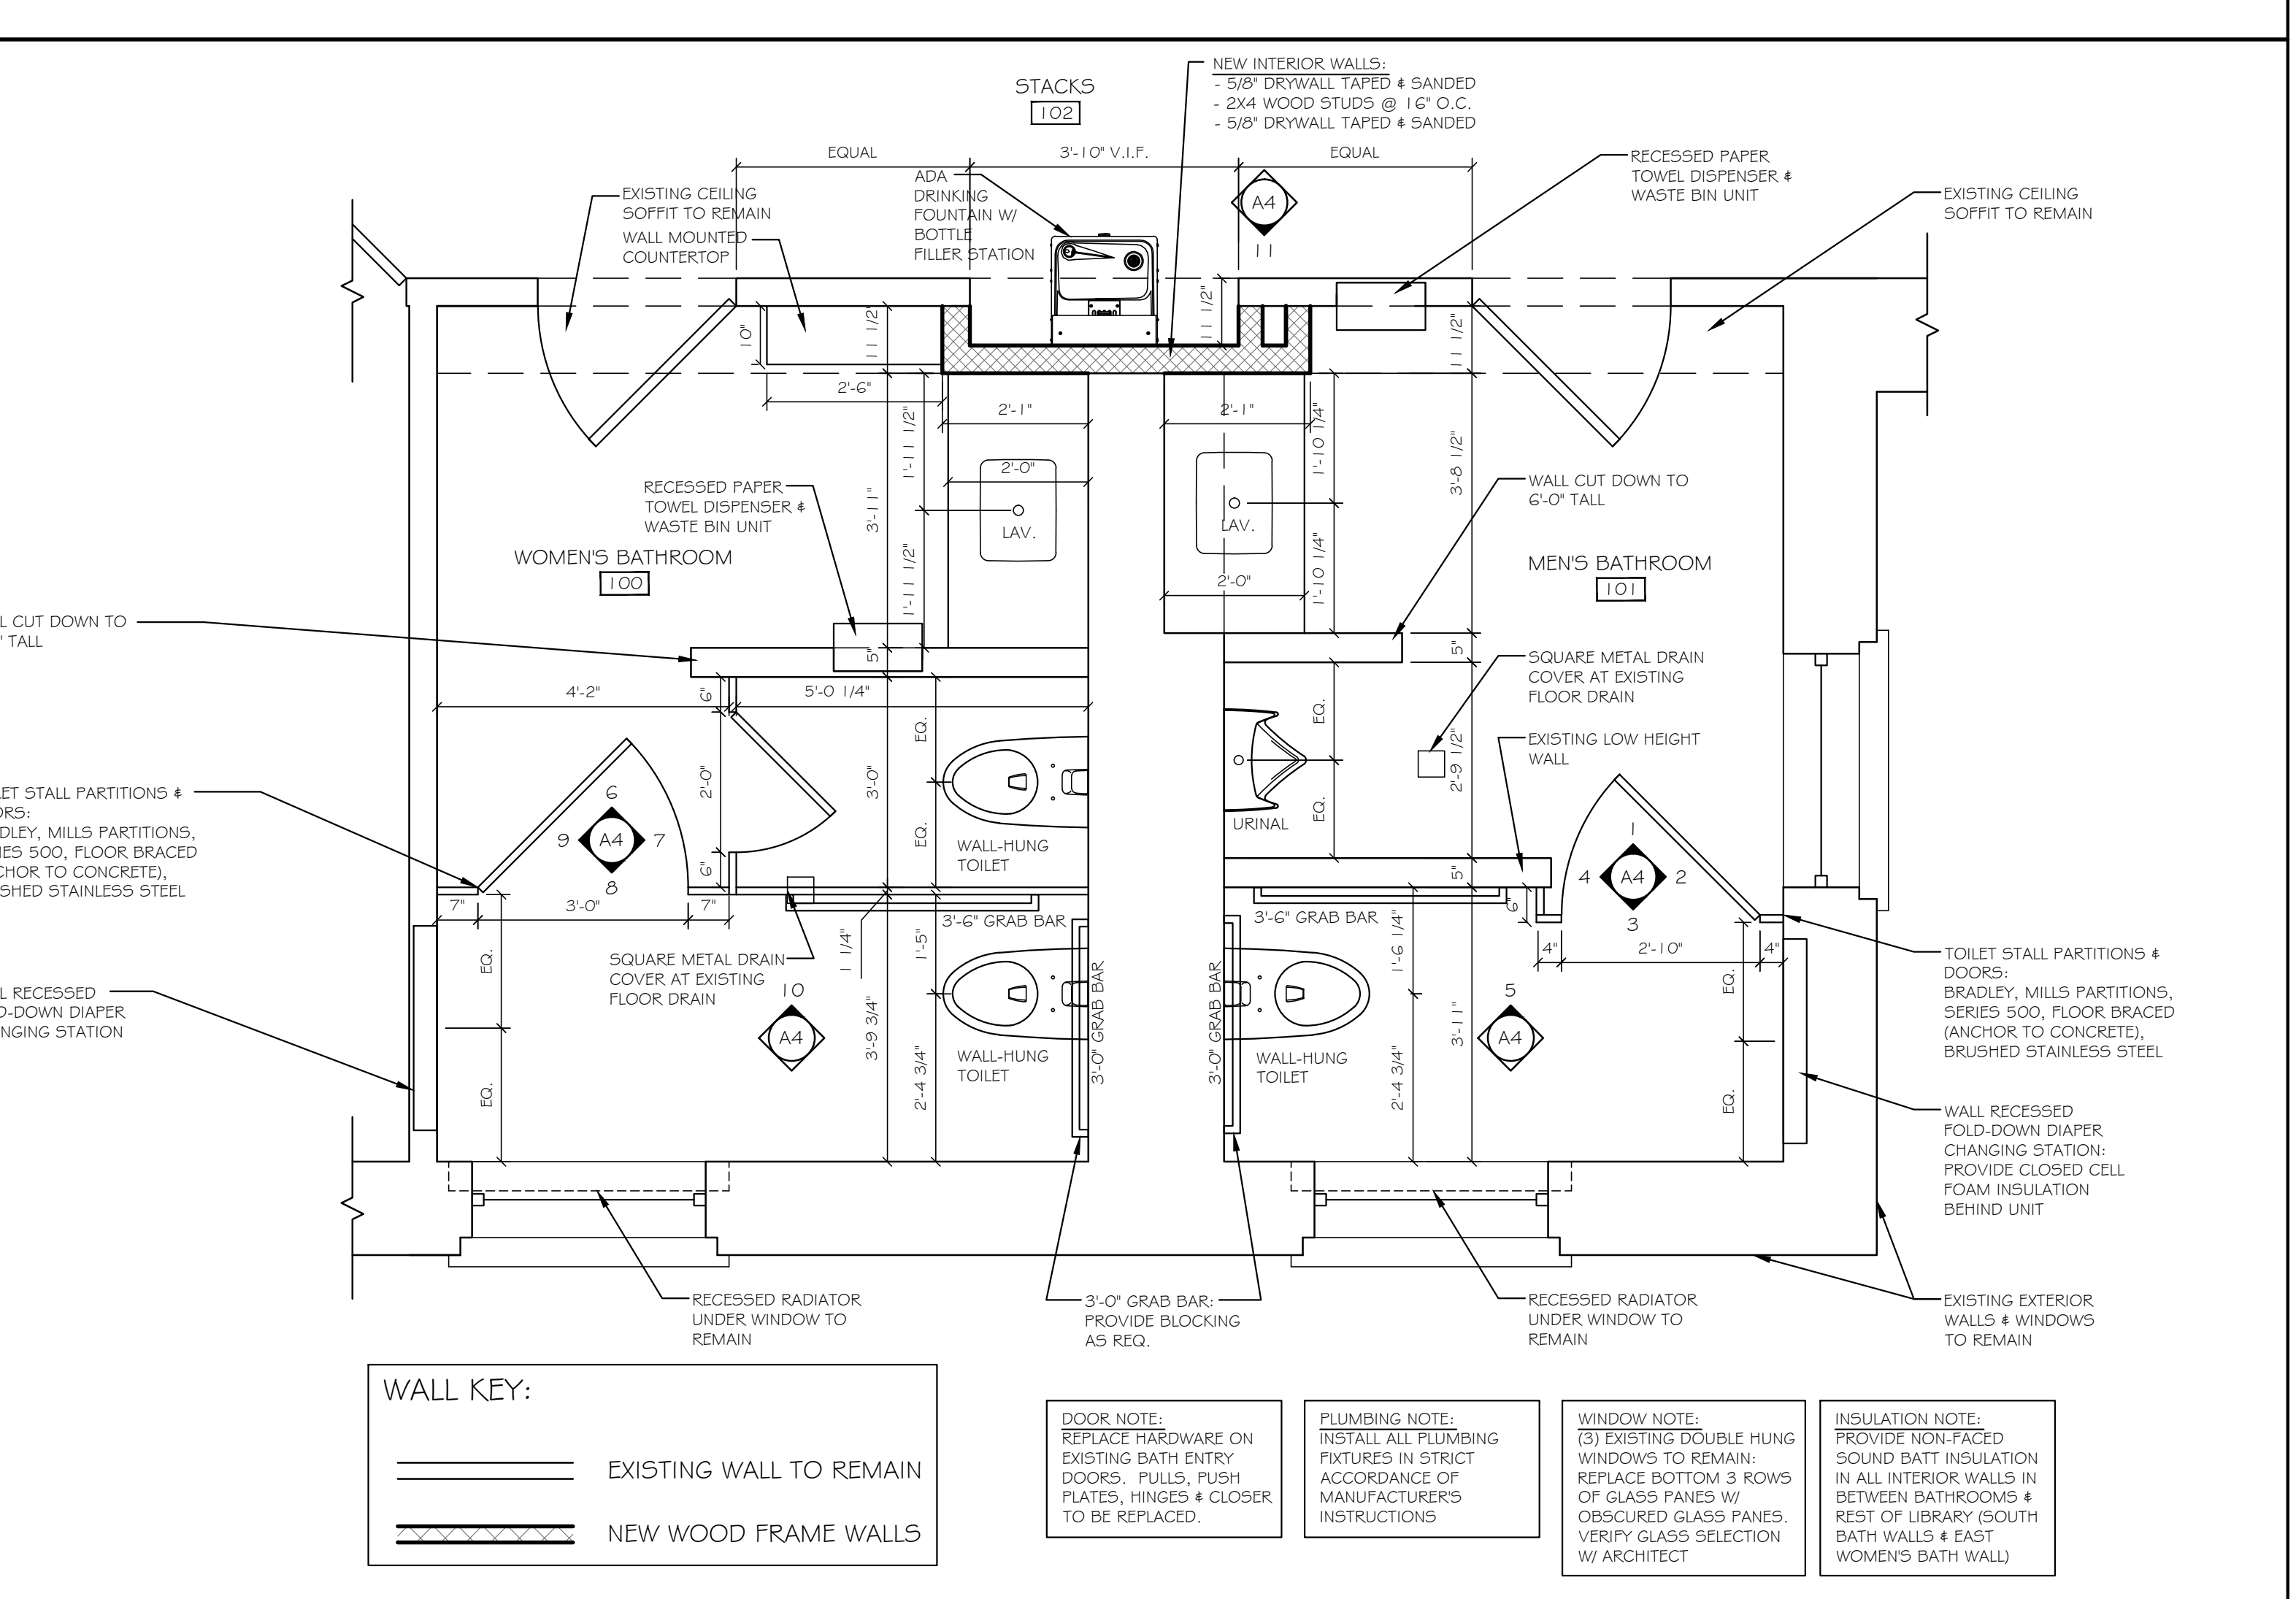 STACKS
102
NEW INTERIOR WALLS:
- 5/8" DRYWALL TAPED & SANDED
- 2X4 WOOD STUDS @ 16" O.C.
- 5/8" DRYWALL TAPED & SANDED
EQUAL
3'-10" V.I.F.
EQUAL
RECESSED PAPER
TOWEL DISPENSER &
WASTE BIN UNIT
EXISTING CEILING
SOFFIT TO REMAIN
WALL MOUNTED
COUNTERTOP
ADA
DRINKING
FOUNTAIN W/
BOTTLE
FILLER STATION
A4
11
EXISTING CEILING
SOFFIT TO REMAIN
10"
11 1/2"
11 1/2"
11 1/2"
2'-6"
2'-1"
2'-1"
1'-11 1/2"
3'-11"
1'-11 1/2"
2'-0"
LAV.
1'-10 1/4"
3'-8 1/2"
LAV.
1'-10 1/4"
2'-0"
RECESSED PAPER
TOWEL DISPENSER &
WASTE BIN UNIT
WALL CUT DOWN TO
6'-0" TALL
WOMEN'S BATHROOM
100
MEN'S BATHROOM
101
L CUT DOWN TO
" TALL
5"
5"
SQUARE METAL DRAIN
COVER AT EXISTING
FLOOR DRAIN
4'-2"
6"
5'-0 1/4"
EQ.
EQ.
2'-0"
3'-0"
2'-9 1/2"
EXISTING LOW HEIGHT
WALL
LET STALL PARTITIONS &
ORS:
DLEY, MILLS PARTITIONS,
IES 500, FLOOR BRACED
CHOR TO CONCRETE),
SHED STAINLESS STEEL
6
9 A4 7
8
EQ.
EQ.
URINAL
WALL-HUNG
TOILET
6"
5"
1
4 A4 2
3
7"
3'-0"
7"
3'-6" GRAB BAR
3'-6" GRAB BAR
6"
4"
2'-10"
4"
EQ.
EQ.
SQUARE METAL DRAIN
COVER AT EXISTING
FLOOR DRAIN
1 1/4"
1'-5"
3'-9 3/4"
2'-4 3/4"
10
A4
WALL-HUNG
TOILET
3'-0" GRAB BAR
3'-0" GRAB BAR
WALL-HUNG
TOILET
1'-6 1/4"
2'-4 3/4"
3'-11"
5
A4
EQ.
EQ.
TOILET STALL PARTITIONS &
DOORS:
BRADLEY, MILLS PARTITIONS,
SERIES 500, FLOOR BRACED
(ANCHOR TO CONCRETE),
BRUSHED STAINLESS STEEL
L RECESSED
D-DOWN DIAPER
NGING STATION
WALL RECESSED
FOLD-DOWN DIAPER
CHANGING STATION:
PROVIDE CLOSED CELL
FOAM INSULATION
BEHIND UNIT
RECESSED RADIATOR
UNDER WINDOW TO
REMAIN
3'-0" GRAB BAR:
PROVIDE BLOCKING
AS REQ.
RECESSED RADIATOR
UNDER WINDOW TO
REMAIN
EXISTING EXTERIOR
WALLS & WINDOWS
TO REMAIN
WALL KEY:
EXISTING WALL TO REMAIN
NEW WOOD FRAME WALLS
DOOR NOTE:
REPLACE HARDWARE ON
EXISTING BATH ENTRY
DOORS. PULLS, PUSH
PLATES, HINGES & CLOSER
TO BE REPLACED.
PLUMBING NOTE:
INSTALL ALL PLUMBING
FIXTURES IN STRICT
ACCORDANCE OF
MANUFACTURER'S
INSTRUCTIONS
WINDOW NOTE:
(3) EXISTING DOUBLE HUNG
WINDOWS TO REMAIN:
REPLACE BOTTOM 3 ROWS
OF GLASS PANES W/
OBSCURED GLASS PANES.
VERIFY GLASS SELECTION
W/ ARCHITECT
INSULATION NOTE:
PROVIDE NON-FACED
SOUND BATT INSULATION
IN ALL INTERIOR WALLS IN
BETWEEN BATHROOMS &
REST OF LIBRARY (SOUTH
BATH WALLS & EAST
WOMEN'S BATH WALL)